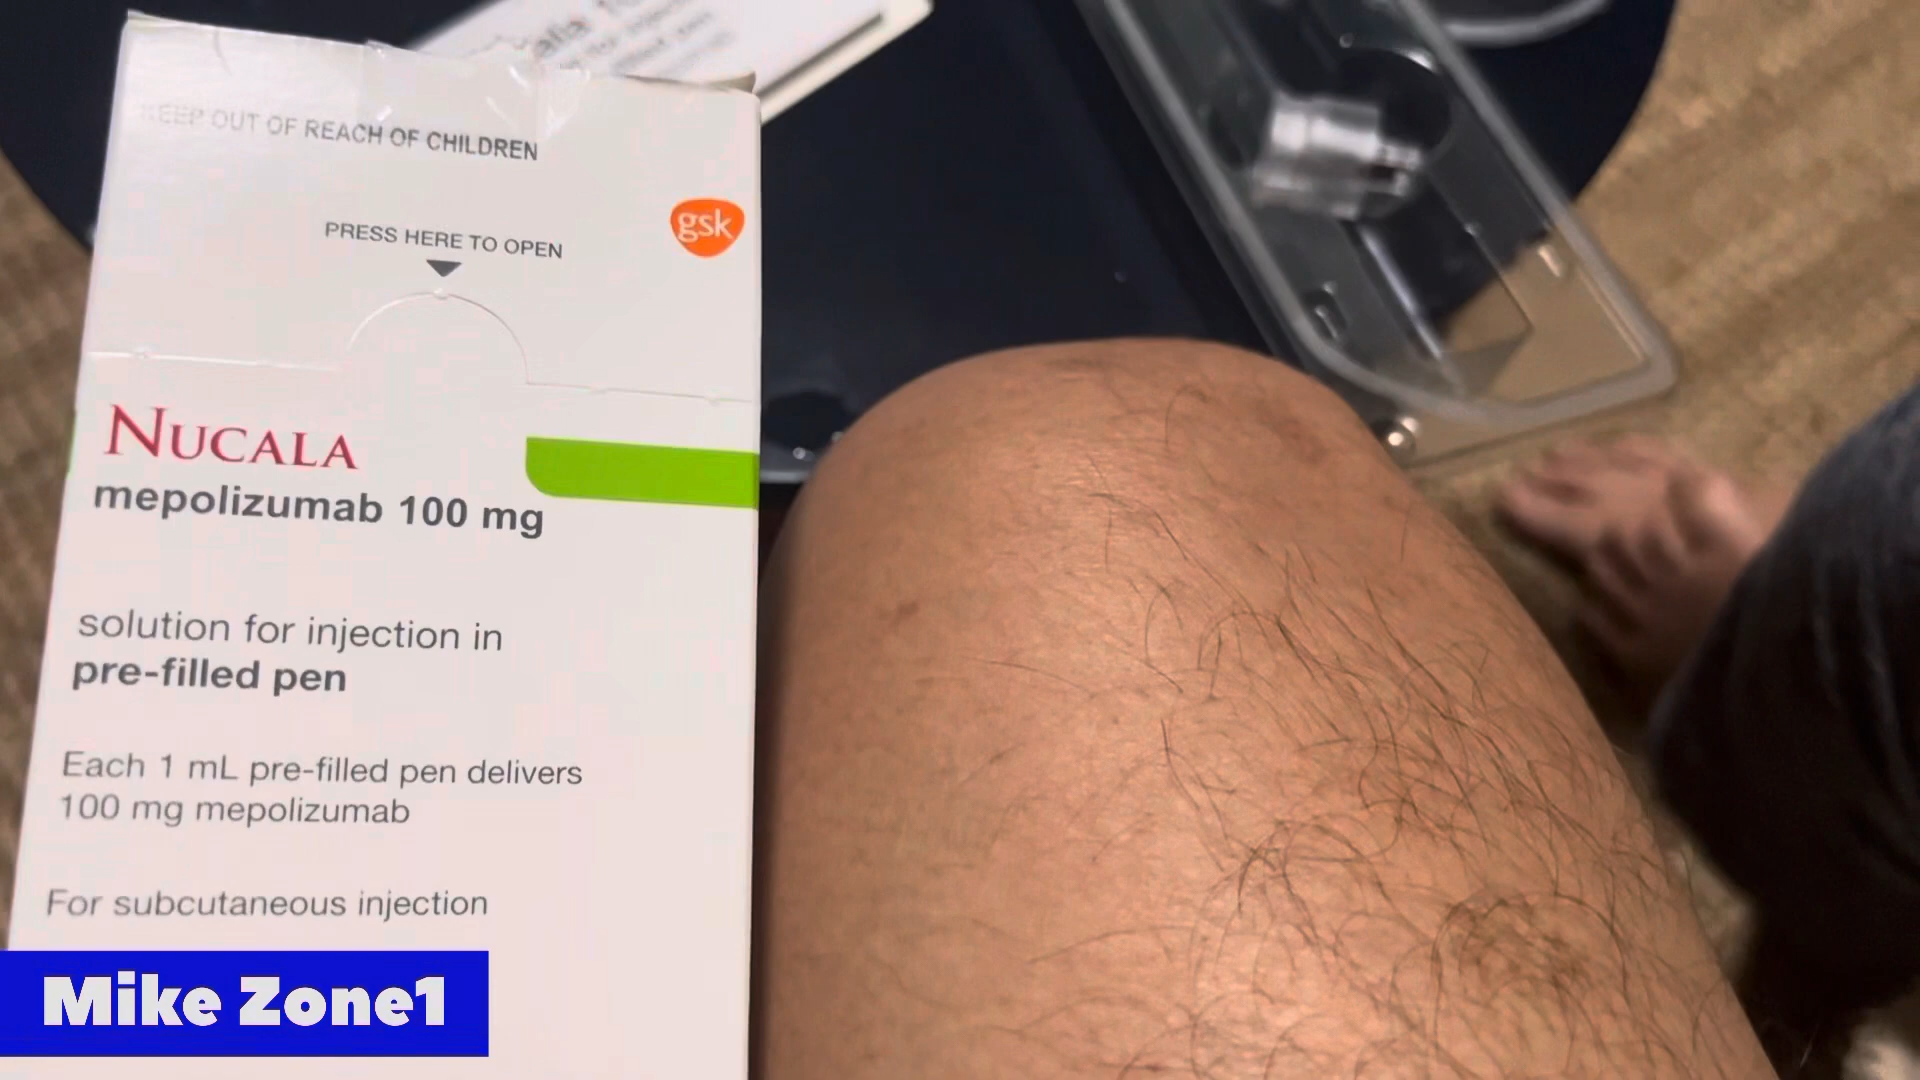 KEEP OUT OF REACH OF CHILDREN
PRESS HERE TO OPEN
gsk
NUCALA
mepolizumab 100 mg
solution for injection in
pre-filled pen
Each 1 mL pre-filled pen delivers
100 mg mepolizumab
For subcutaneous injection
Mike Zone1